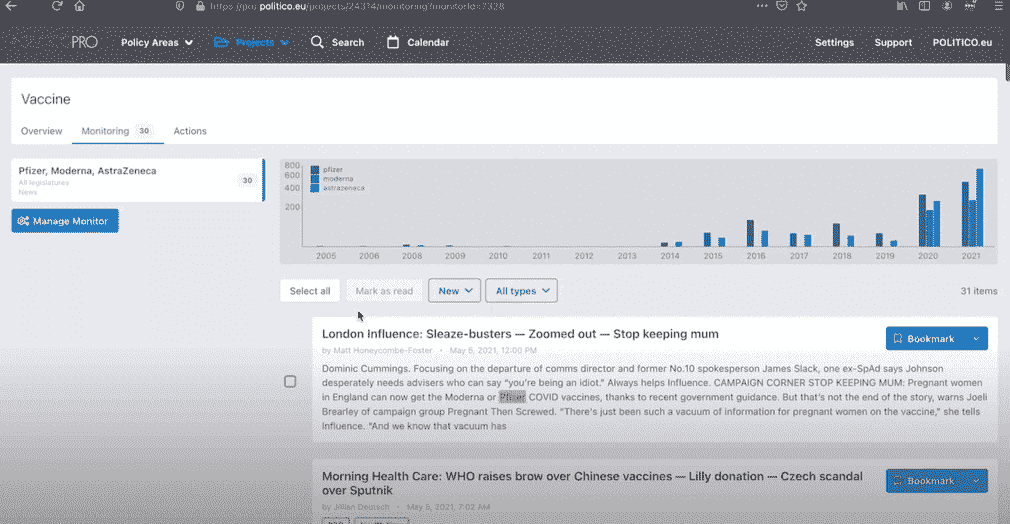 https://pro.politico.eu/projects/24374/monitoring?monitorId=7328
PRO
Policy Areas
Projects
Search
Calendar
Settings
Support
POLITICO.eu
Vaccine
Overview
Monitoring 30
Actions
Pfizer, Moderna, AstraZeneca
All legislatures
News
30
Manage Monitor
800
600
400
200
pfizer
moderna
astrazeneca
2005 2006 2008 2009 2010 2011 2012 2013 2014 2015 2016 2017 2018 2019 2020 2021
Select all
Mark as read
New
All types
31 items
London Influence: Sleaze-busters — Zoomed out — Stop keeping mum
Bookmark
by Matt Honeycombe-Foster • May 5, 2021, 12:00 PM
Dominic Cummings. Focusing on the departure of comms director and former No.10 spokesperson James Slack, one ex-SpAd says Johnson
desperately needs advisers who can say “you're being an idiot.” Always helps Influence. CAMPAIGN CORNER STOP KEEPING MUM: Pregnant women
in England can now get the Moderna or Pfizer COVID vaccines, thanks to recent government guidance. But that's not the end of the story, warns Joeli
Brearley of campaign group Pregnant Then Screwed. “There's just been such a vacuum of information for pregnant women on the vaccine,” she tells
Influence. “And we know that vacuum has
Morning Health Care: WHO raises brow over Chinese vaccines — Lilly donation — Czech scandal
over Sputnik
Bookmark
by Jillian Deutsch • May 5, 2021, 7:02 AM